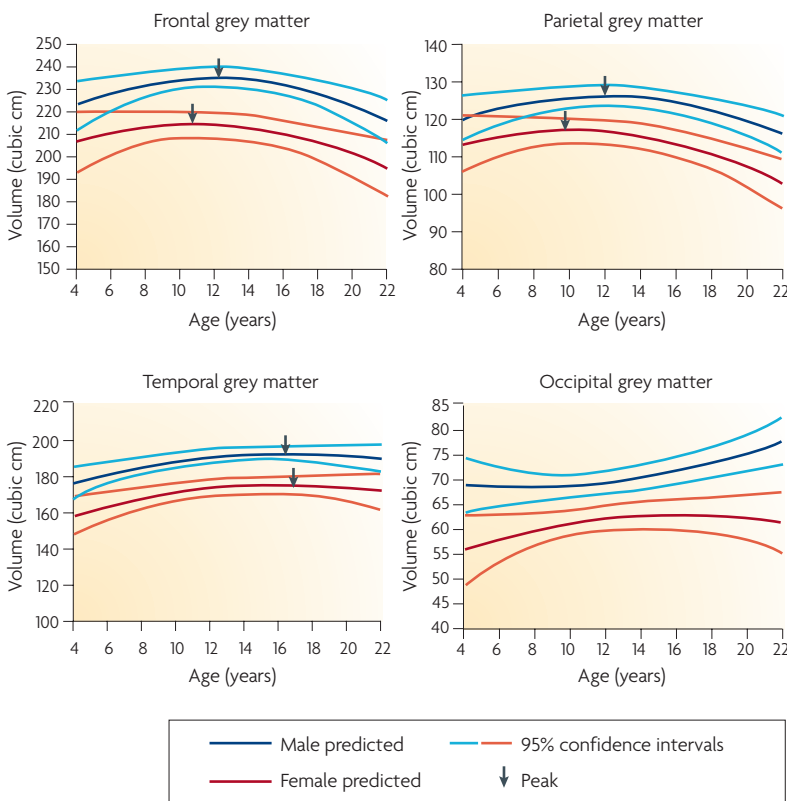 Frontal grey matter
Volume (cubic cm)
250
240
230
220
210
200
190
180
170
160
150
4 6 8 10 12 14 16 18 20 22
Age (years)
Parietal grey matter
Volume (cubic cm)
140
130
120
110
100
90
80
4 6 8 10 12 14 16 18 20 22
Age (years)
Temporal grey matter
Volume (cubic cm)
220
200
180
160
140
120
100
4 6 8 10 12 14 16 18 20 22
Age (years)
Occipital grey matter
Volume (cubic cm)
85
80
75
70
65
60
55
50
45
40
4 6 8 10 12 14 16 18 20 22
Age (years)
Male predicted
95% confidence intervals
Female predicted
Peak